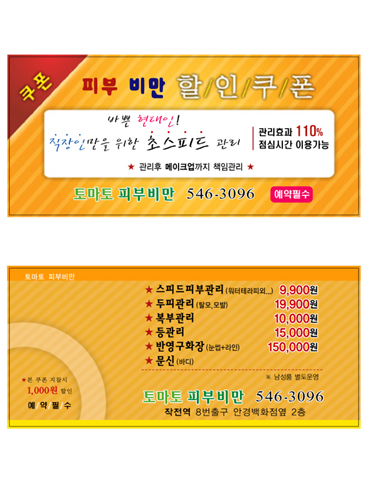 쿠폰
피부 비만 할/인/쿠/폰
바쁜 현대인!
직장인만을 위한 초스피드 관리
관리효과 110%
점심시간 이용가능
★ 관리후 메이크업까지 책임관리 ★
토마토 피부비만 546-3096 예약필수
토마토 피부비만
★ 스피드피부관리 (워터테라피외,,,) 9,900원
★ 두피관리 (탈모,모발) 19,900원
★ 복부관리 10,000원
★ 등관리 15,000원
★ 반영구화장 (눈썹+라인) 150,000원
★ 문신 (바디)
※ 남성룸 별도운영
★본 쿠폰 지참시
1,000원 할인
예 약 필 수
토마토 피부비만 546-3096
작전역 8번출구 안경백화점옆 2층